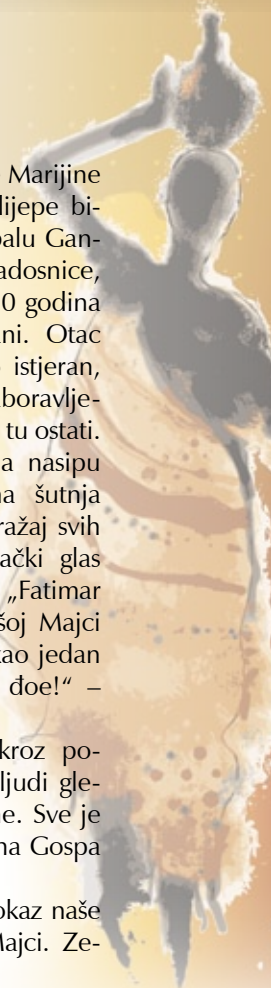 Marijine
lijepe bi-
palu Gan-
adosnice,
0 godina
ni. Otac
istjeran,
boravlje-
tu ostati.
a nasipu
na šutnja
ražaj svih
ački glas
„Fatimar
šoj Majci
kao jedan
đoe!“ –
kroz po-
ljudi gle-
ne. Sve je
na Gospa
okaz naše
Majci. Ze-